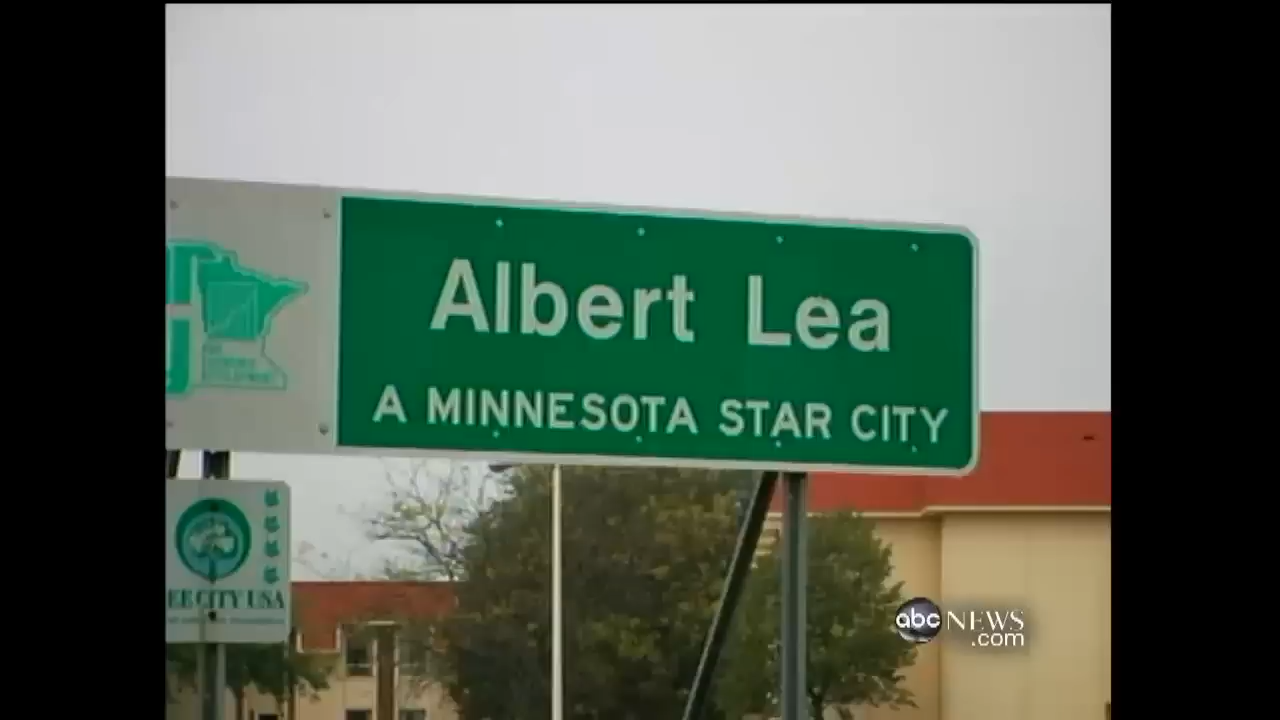 Albert Lea
A MINNESOTA STAR CITY
EE CITY USA
abc NEWS
.com